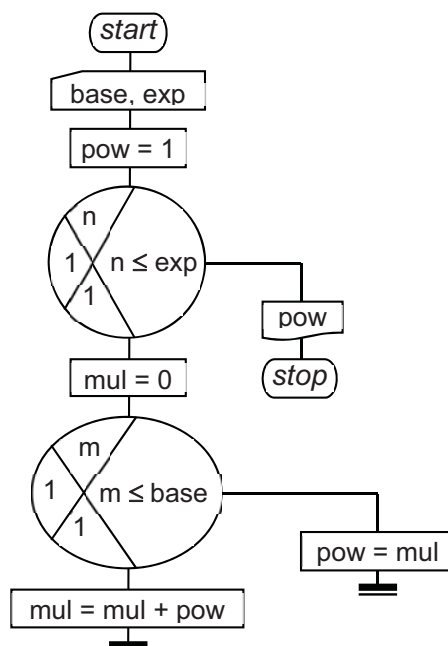 start
base, exp
pow = 1
n
1
1
n ≤ exp
pow
stop
mul = 0
m
1
1
m ≤ base
pow = mul
mul = mul + pow